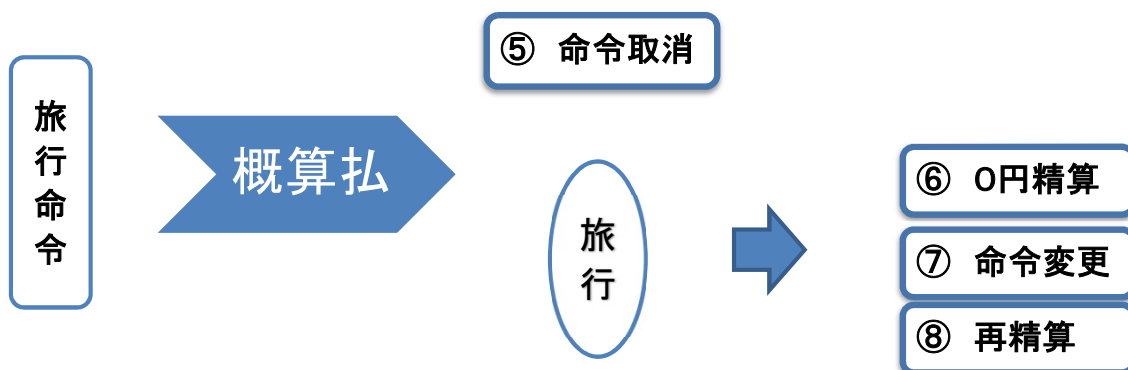 旅行命令
概算払
⑤ 命令取消
旅行
⑥ 0円精算
⑦ 命令変更
⑧ 再精算